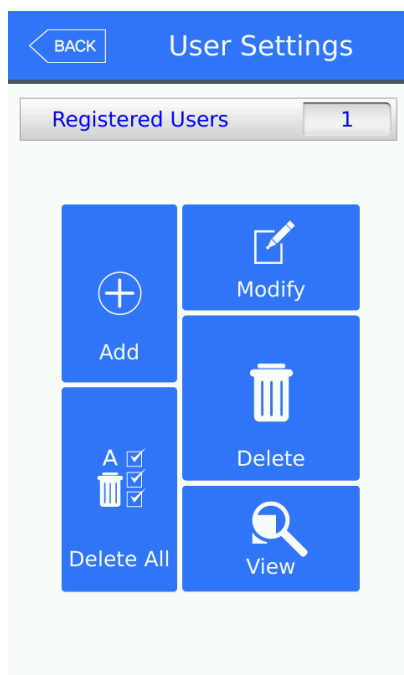 BACK
User Settings
Registered Users 1
Add
Modify
Delete
A
Delete All
View